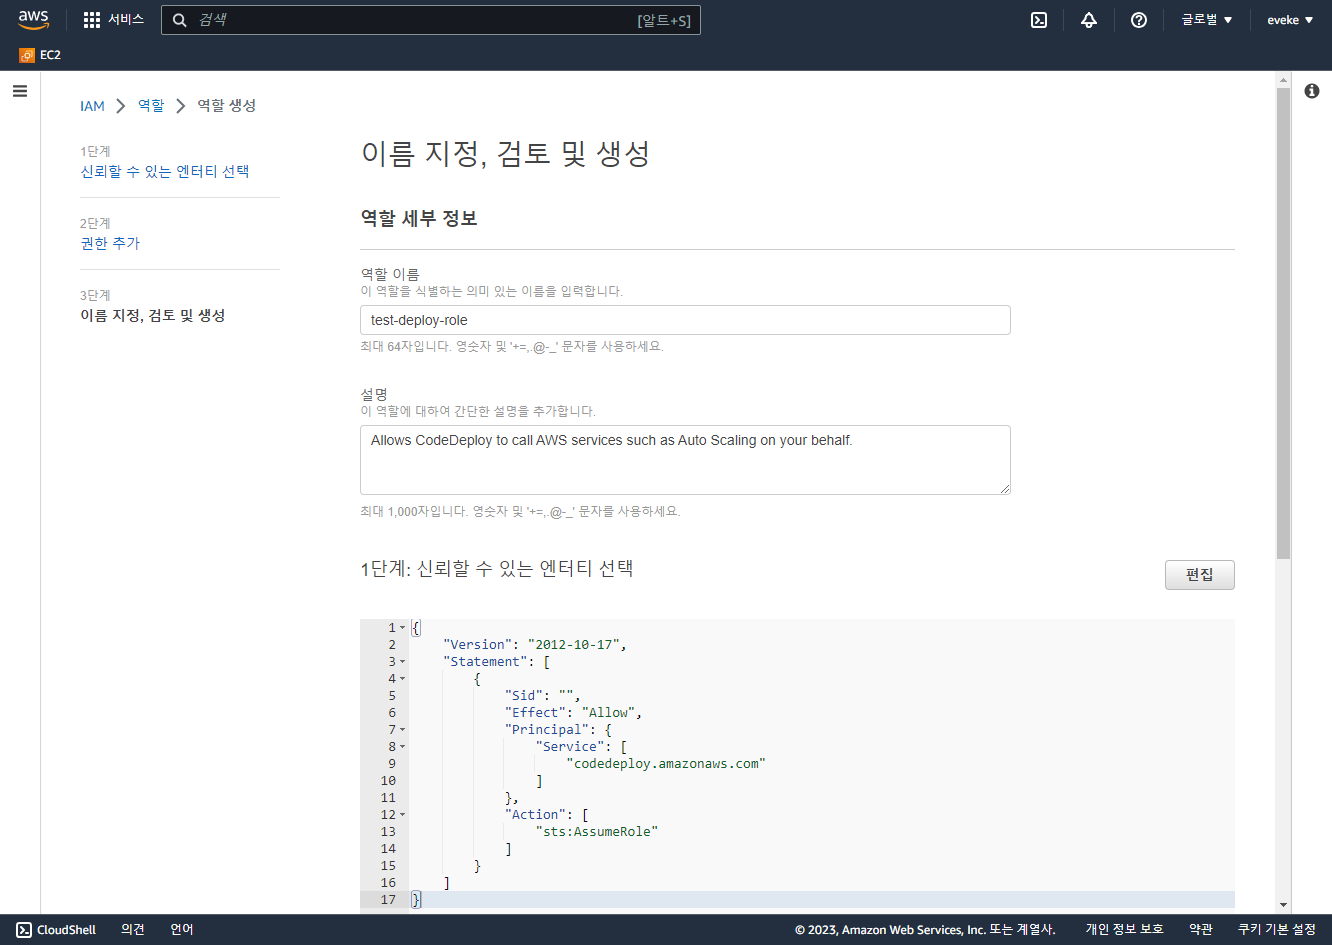 aws
서비스
검색
[알트+S]
글로벌
eveke
EC2
IAM
역할
역할 생성
1단계
신뢰할 수 있는 엔터티 선택
2단계
권한 추가
3단계
이름 지정, 검토 및 생성
이름 지정, 검토 및 생성
역할 세부 정보
역할 이름
이 역할을 식별하는 의미 있는 이름을 입력합니다.
test-deploy-role
최대 64자입니다. 영숫자 및 '+=,.@-_' 문자를 사용하세요.
설명
이 역할에 대하여 간단한 설명을 추가합니다.
Allows CodeDeploy to call AWS services such as Auto Scaling on your behalf.
최대 1,000자입니다. 영숫자 및 '+=,.@-_' 문자를 사용하세요.
1단계: 신뢰할 수 있는 엔터티 선택
편집
1 {
2 "Version": "2012-10-17",
3 "Statement": [
4 {
5 "Sid": "",
6 "Effect": "Allow",
7 "Principal": {
8 "Service": [
9 "codedeploy.amazonaws.com"
10 ]
11 },
12 "Action": [
13 "sts:AssumeRole"
14 ]
15 }
16 ]
17 }
CloudShell
의견
언어
© 2023, Amazon Web Services, Inc. 또는 계열사.
개인 정보 보호
약관
쿠키 기본 설정